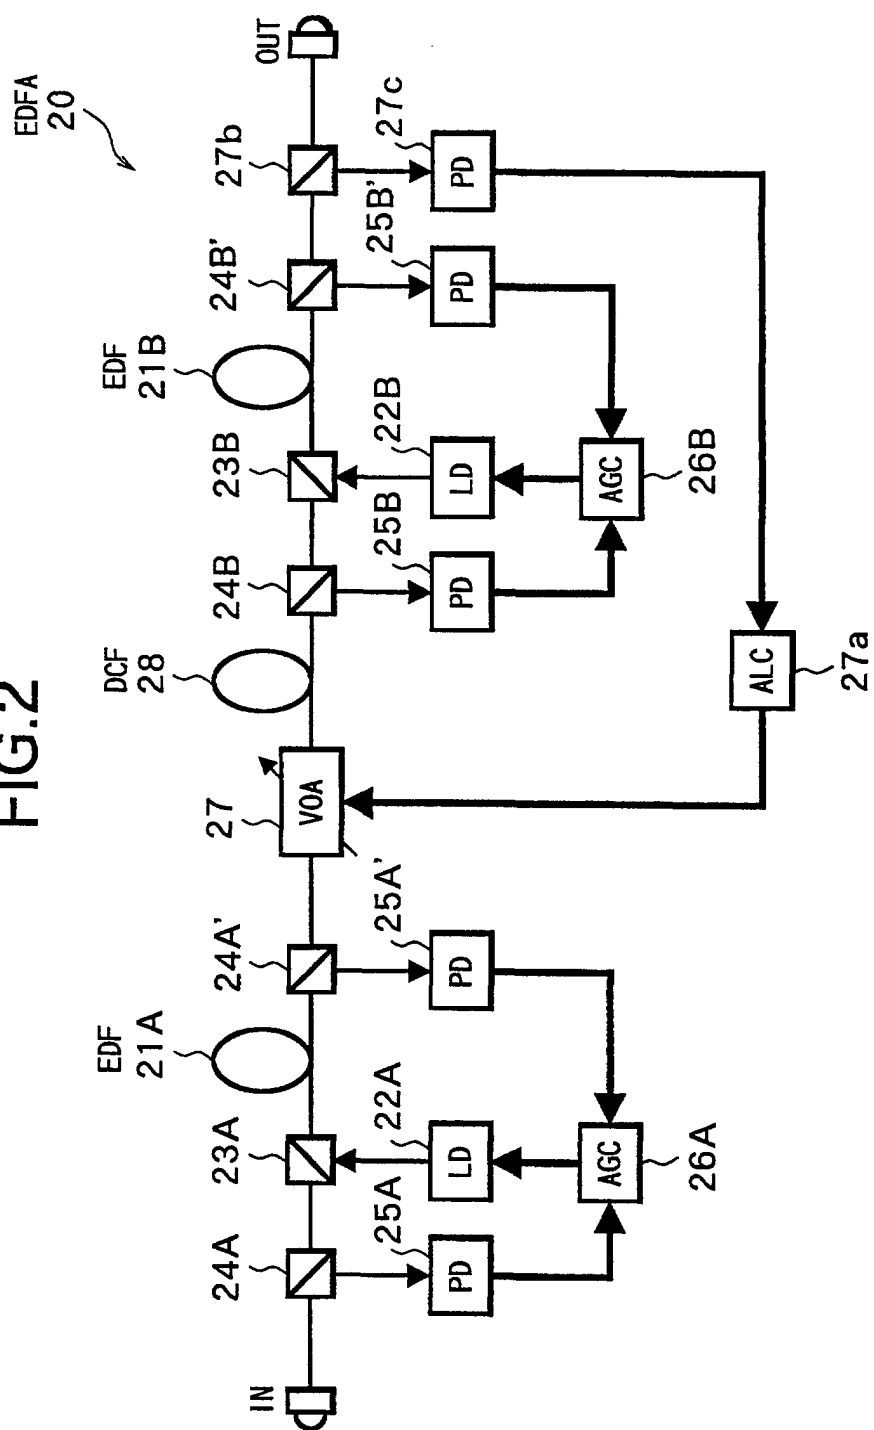 FIG.2
EDFA
20
IN
24A
23A
EDF
21A
24A'
27
VOA
DCF
28
24B
23B
EDF
21B
24B'
27b
OUT
25A
PD
22A
LD
25A'
PD
25B
PD
22B
LD
25B'
PD
27c
PD
AGC
26A
AGC
26B
ALC
27a